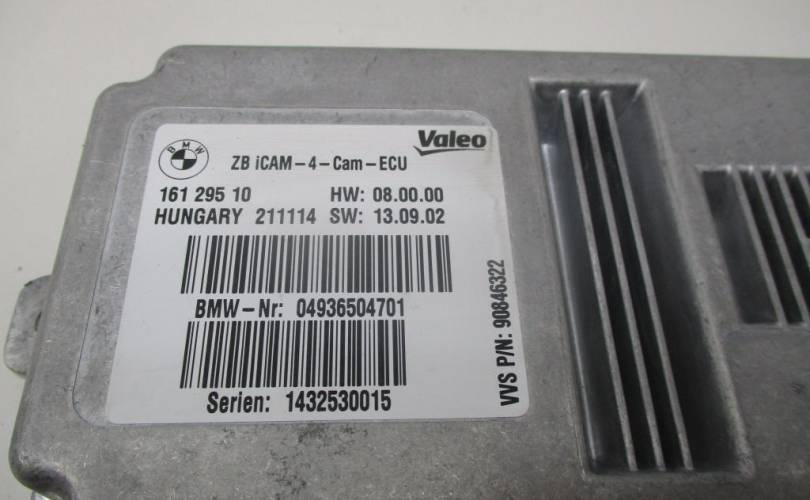 BMW
Valeo
ZB iCAM-4-Cam-ECU
161 295 10 HW: 08.00.00
HUNGARY 211114 SW: 13.09.02
BMW-Nr: 04936504701
Serien: 1432530015
VVS P/N: 90846322